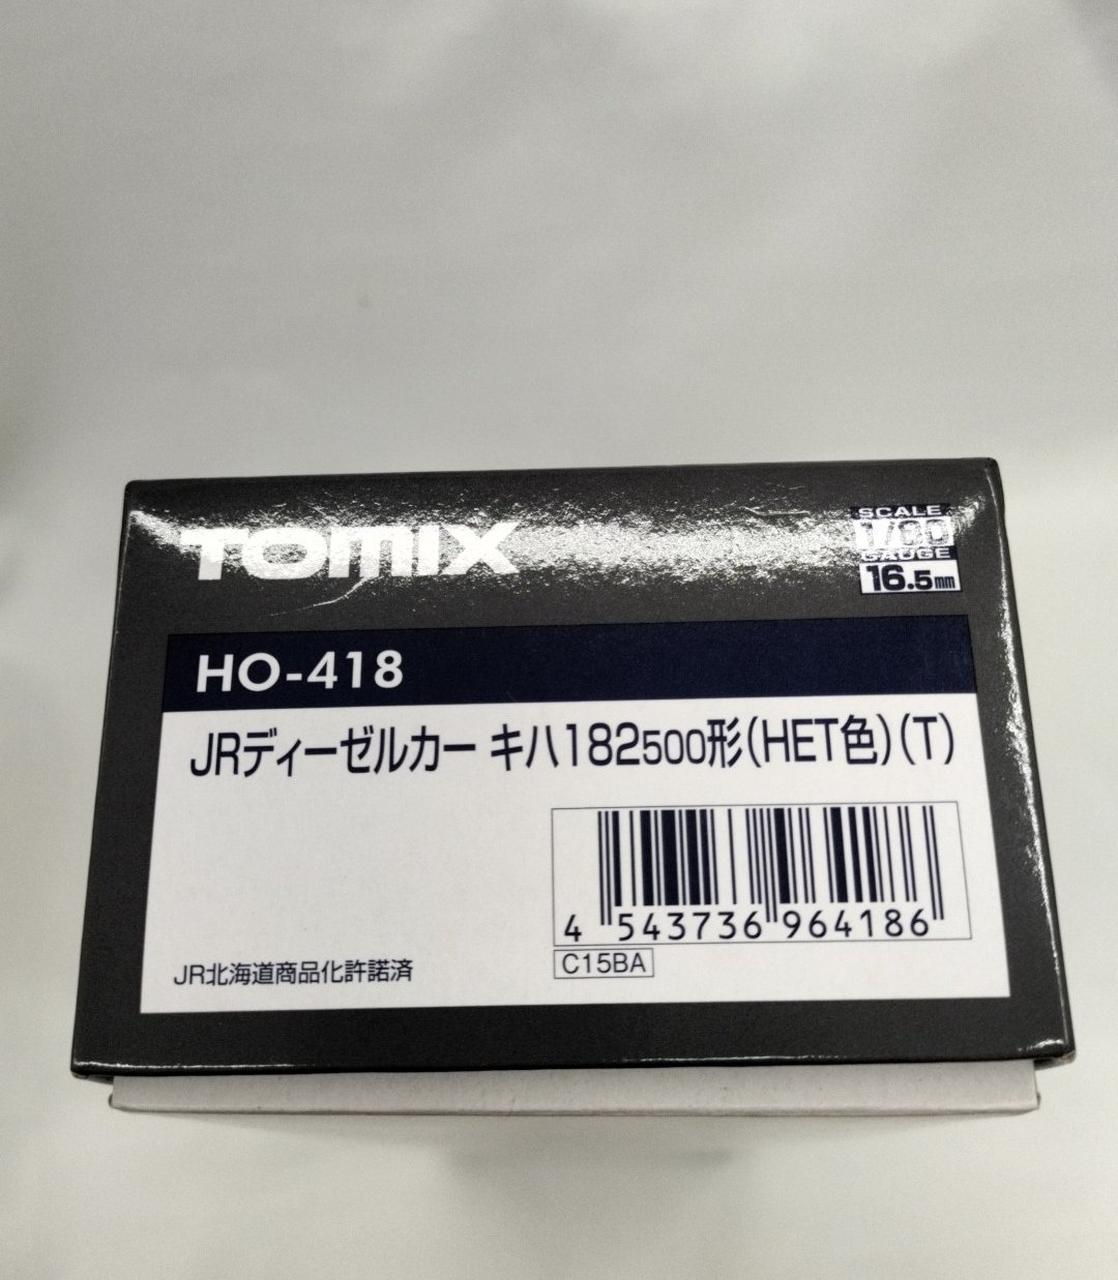 TOMIX
SCALE
1/80
GAUGE
16.5mm
HO-418
JRディーゼルカー キハ182500形(HET色)(T)
4 543736 964186
C15BA
JR北海道商品化許諾済